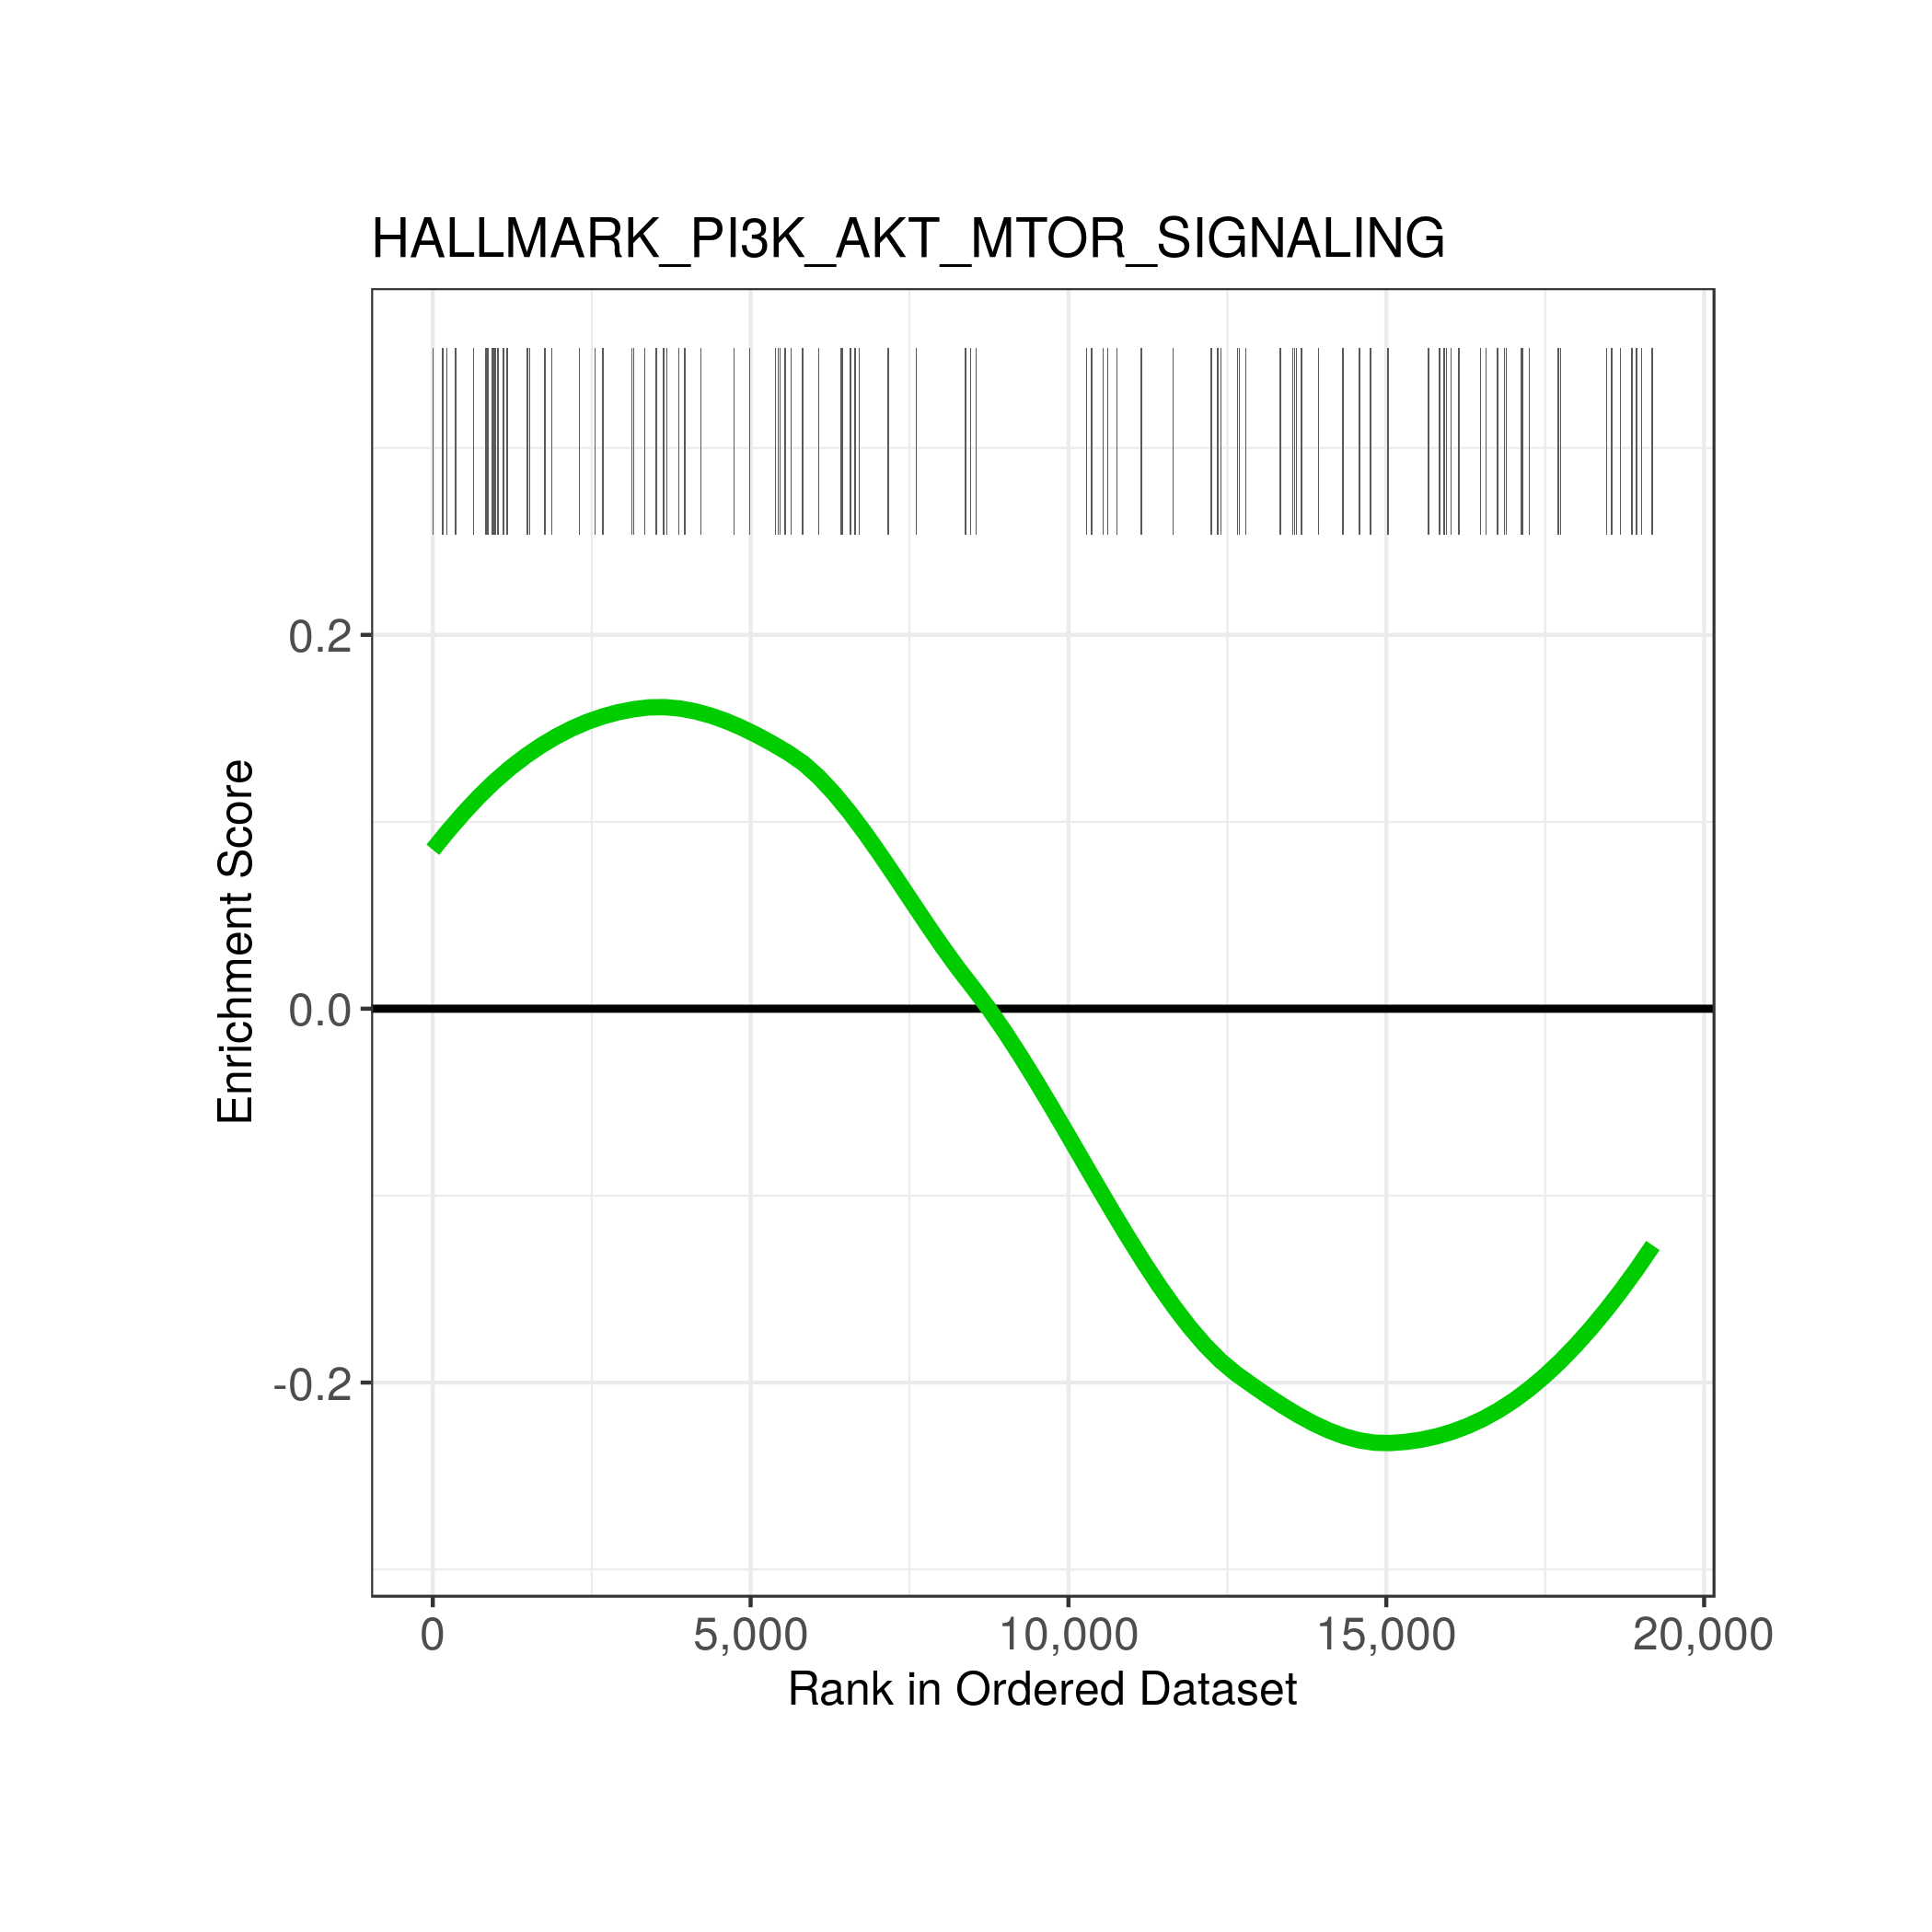 HALLMARK_PI3K_AKT_MTOR_SIGNALING
0.2
0.0
-0.2
Enrichment Score
0 5,000 10,000 15,000 20,000
Rank in Ordered Dataset